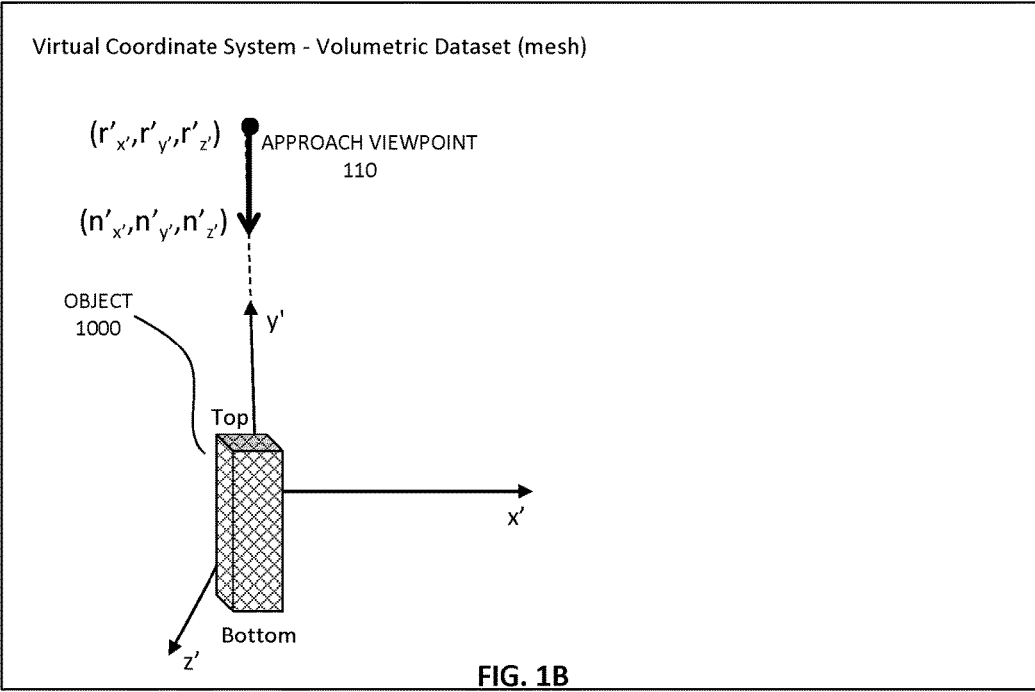 Virtual Coordinate System - Volumetric Dataset (mesh)
(r'x',r'y',r'z')
APPROACH VIEWPOINT
110
(n'x',n'y',n'z')
OBJECT
1000
y'
Top
x'
Bottom
z'
FIG. 1B